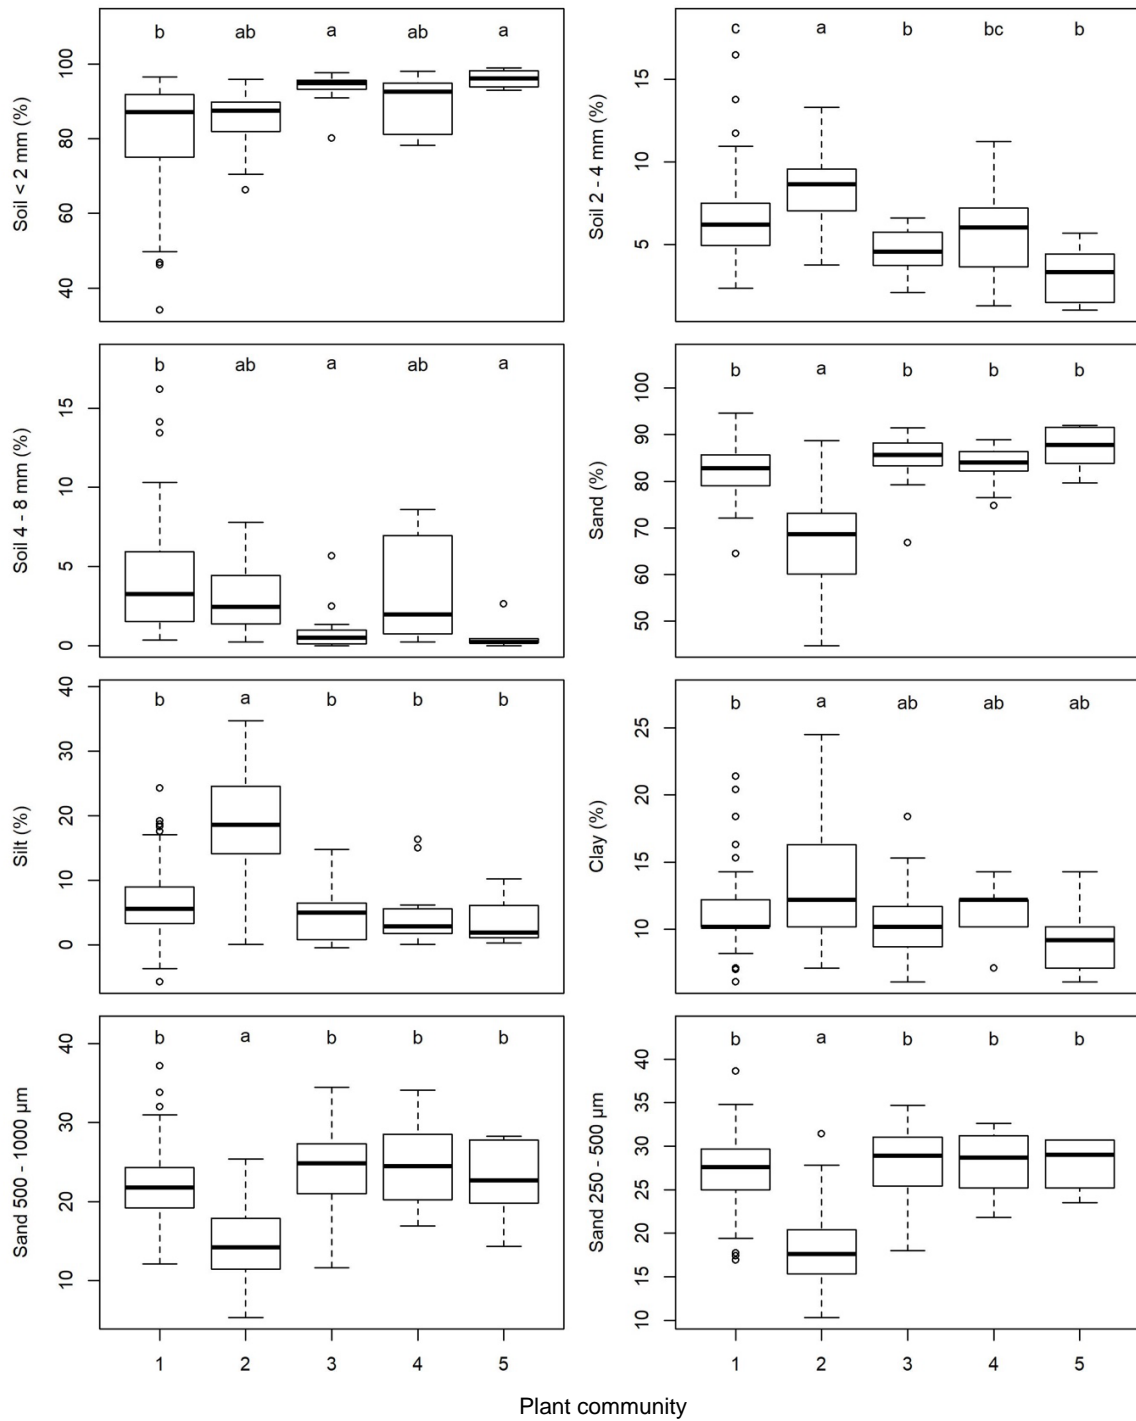 b ab a ab a
Soil < 2 mm (%)
100
80
60
40
c a b bc b
Soil 2 - 4 mm (%)
15
10
5
b ab a ab a
Soil 4 - 8 mm (%)
15
10
5
0
b a b b b
Sand (%)
100
90
80
70
60
50
b a b b b
Silt (%)
40
30
20
10
0
b a ab ab ab
Clay (%)
25
20
15
10
b a b b b
Sand 500 - 1000 µm
40
30
20
10
1 2 3 4 5
b a b b b
Sand 250 - 500 µm
40
35
30
25
20
15
10
1 2 3 4 5
Plant community